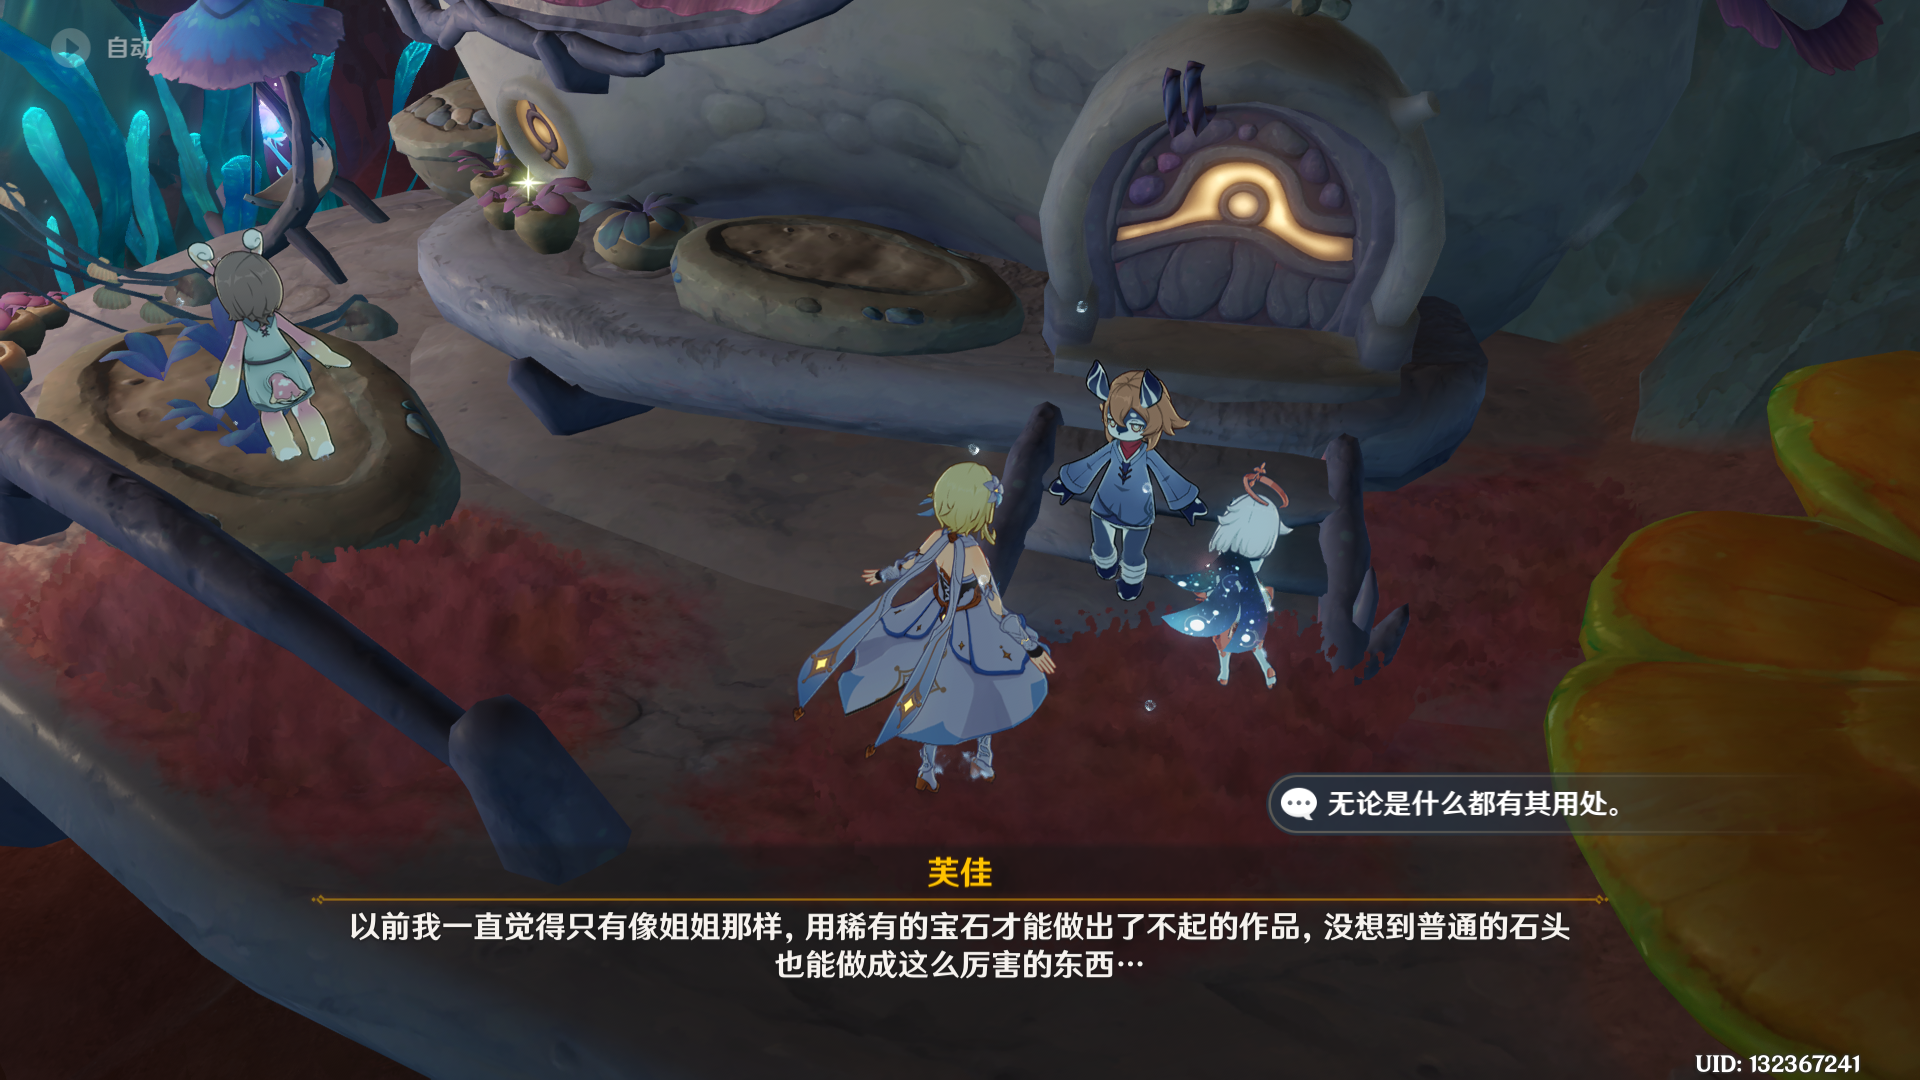 自动
无论是什么都有其用处。
芙佳
以前我一直觉得只有像姐姐那样，用稀有的宝石才能做出了不起的作品，没想到普通的石头
也能做成这么厉害的东西…
UID: 132367241